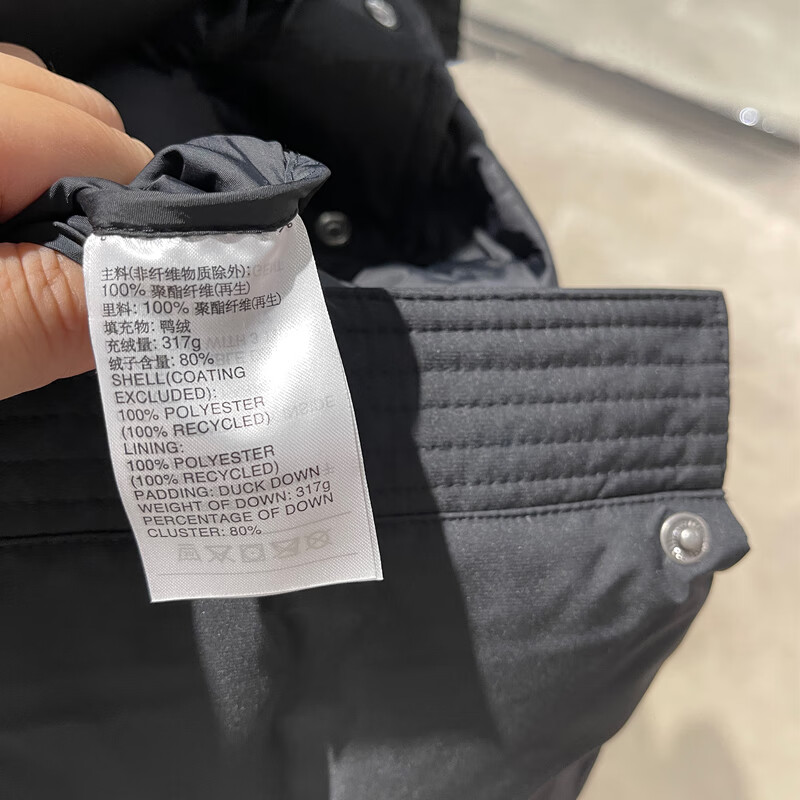 主料(非纤维物质除外):
100% 聚酯纤维(再生)
里料: 100% 聚酯纤维(再生)
填充物: 鸭绒
充绒量: 317g
绒子含量: 80%
SHELL(COATING
EXCLUDED):
100% POLYESTER
(100% RECYCLED)
LINING:
100% POLYESTER
(100% RECYCLED)
PADDING: DUCK DOWN
WEIGHT OF DOWN: 317g
PERCENTAGE OF DOWN
CLUSTER: 80%